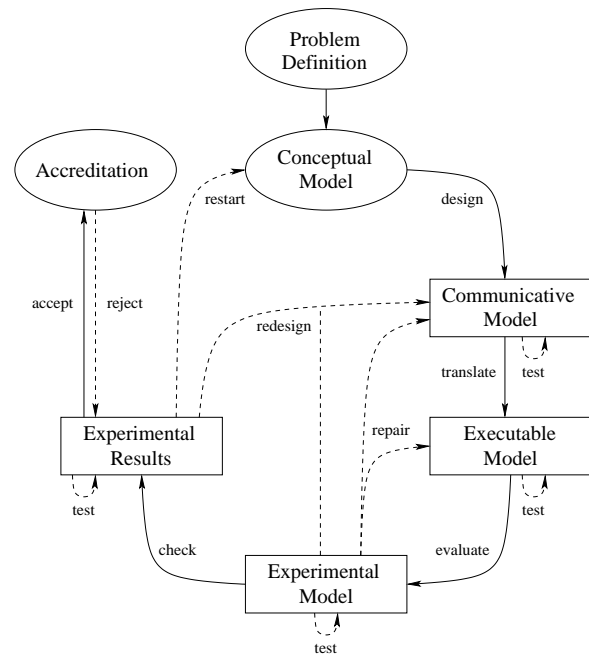 Problem
Definition
Accreditation
Conceptual
Model
restart
design
accept
reject
redesign
Communicative
Model
test
translate
Experimental
Results
test
repair
Executable
Model
test
check
evaluate
Experimental
Model
test